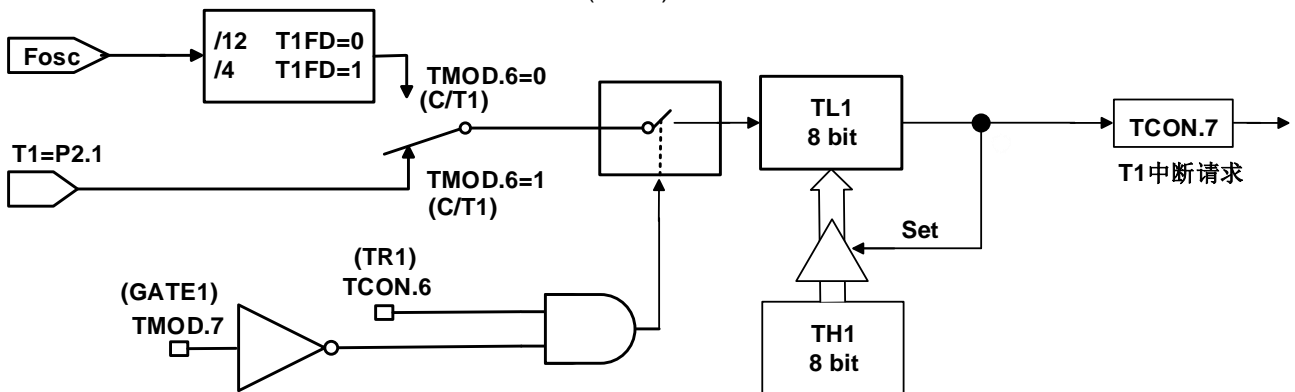 Fosc
/12 T1FD=0
/4 T1FD=1
TMOD.6=0
(C/T1)
T1=P2.1
TMOD.6=1
(C/T1)
TL1
8 bit
TCON.7
T1中断请求
Set
(TR1)
TCON.6
(GATE1)
TMOD.7
TH1
8 bit